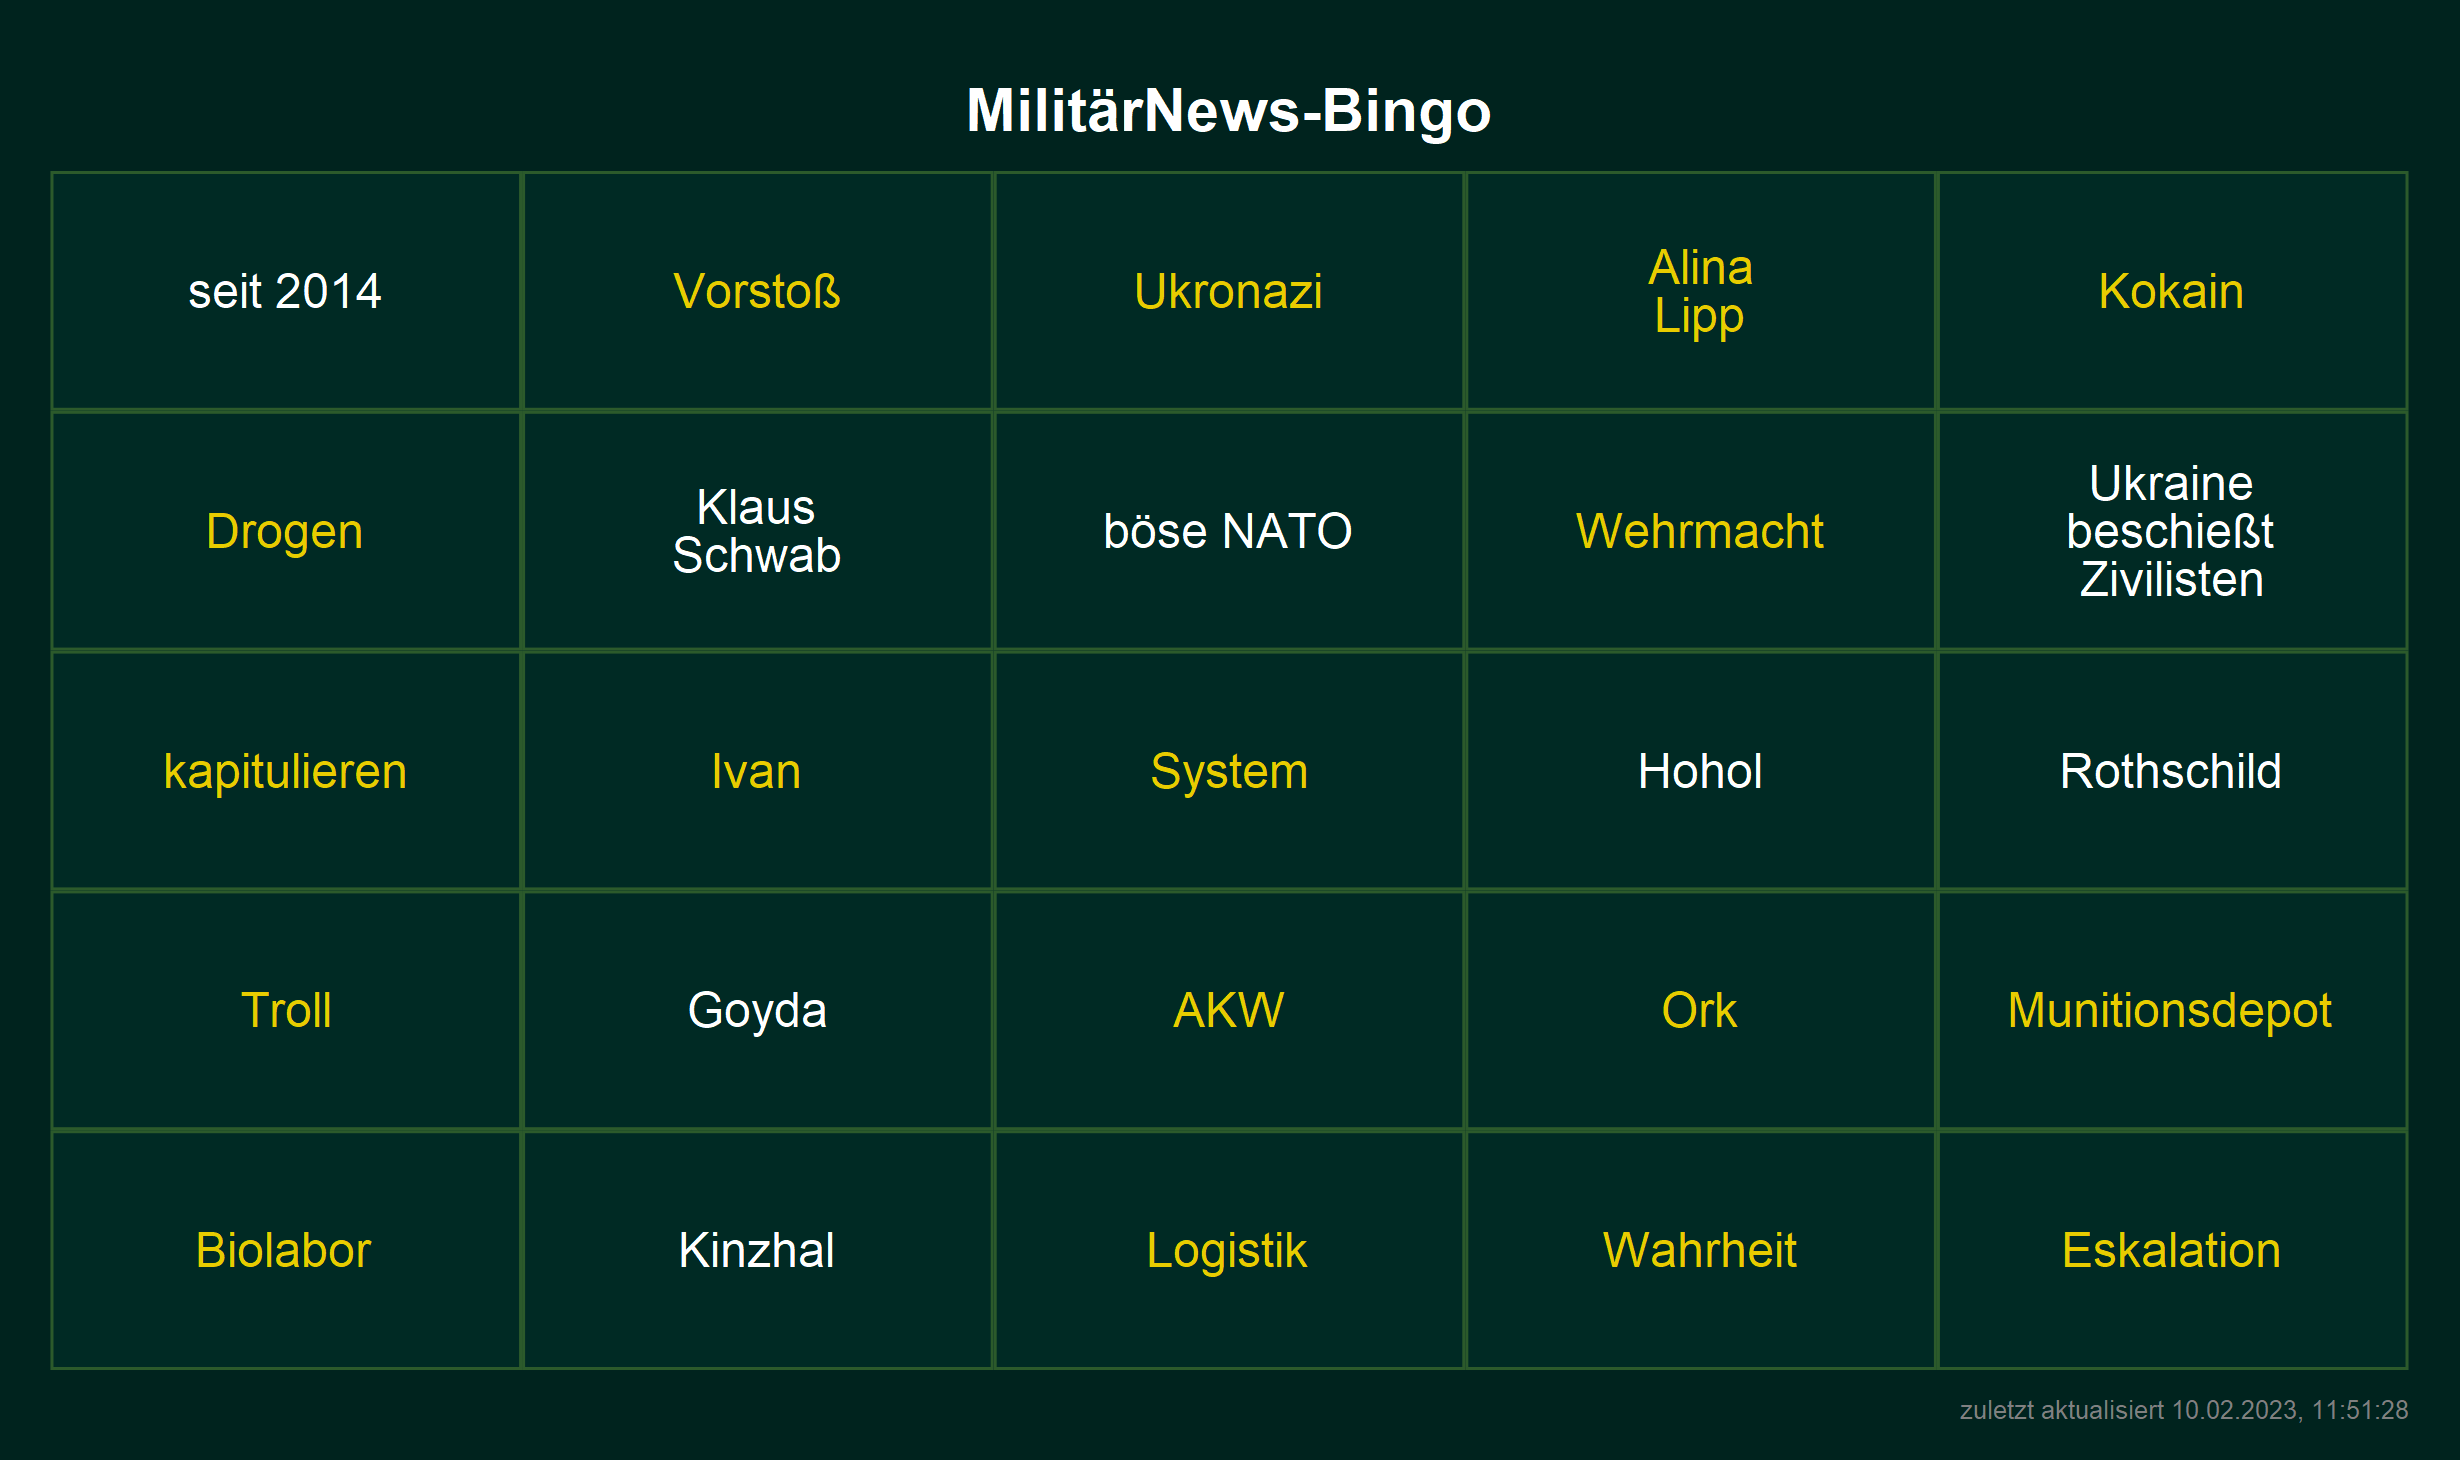 MilitärNews-Bingo
seit 2014
Vorstoß
Ukronazi
Alina
Lipp
Kokain
Drogen
Klaus
Schwab
böse NATO
Wehrmacht
Ukraine
beschießt
Zivilisten
kapitulieren
Ivan
System
Hohol
Rothschild
Troll
Goyda
AKW
Ork
Munitionsdepot
Biolabor
Kinzhal
Logistik
Wahrheit
Eskalation
zuletzt aktualisiert 10.02.2023, 11:51:28